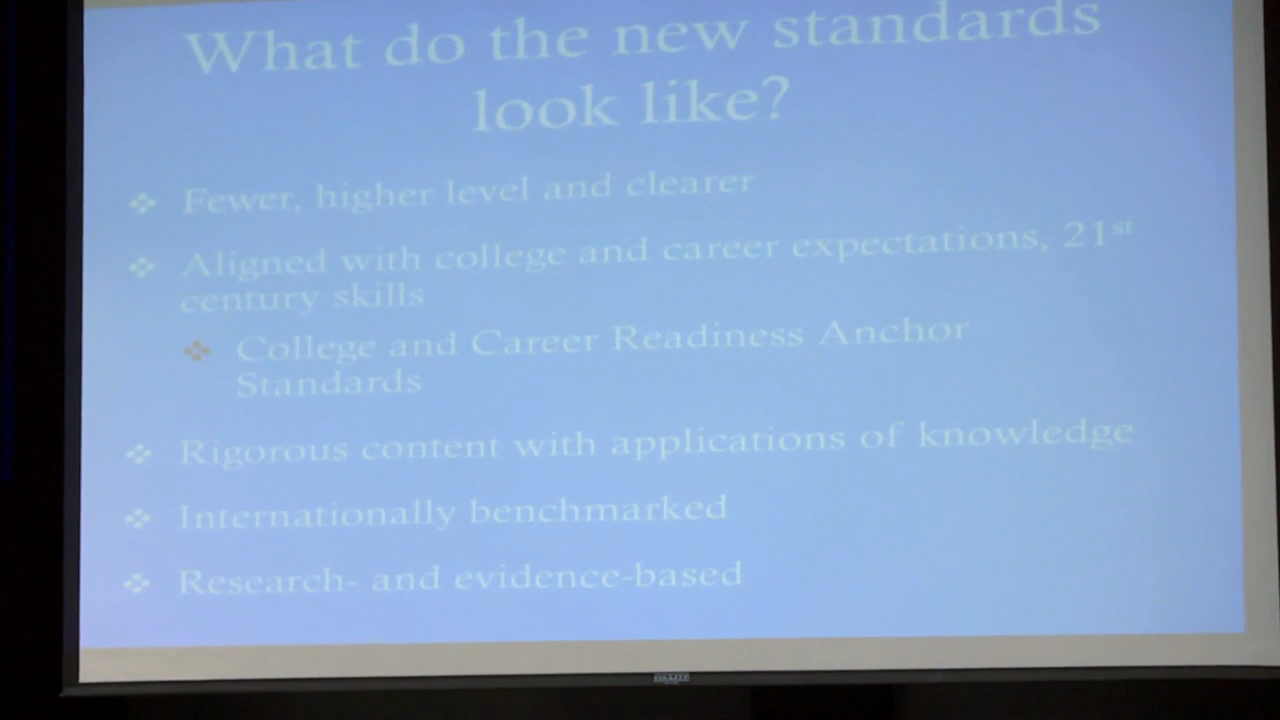 What do the new standards
look like?
Fewer, higher level and clearer
Aligned with college and career expectations, 21st
century skills
College and Career Readiness Anchor
Standards
Rigorous content with applications of knowledge
Internationally benchmarked
Research- and evidence-based